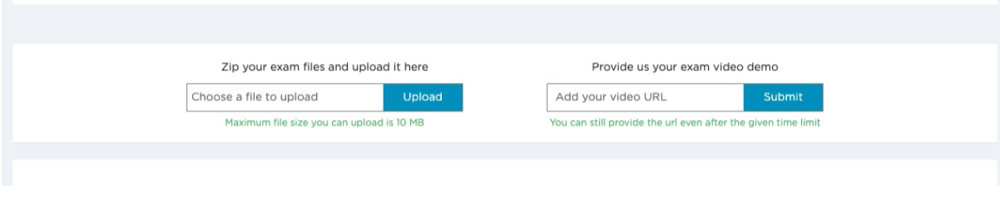 Zip your exam files and upload it here
Choose a file to upload
Upload
Maximum file size you can upload is 10 MB
Provide us your exam video demo
Add your video URL
Submit
You can still provide the url even after the given time limit